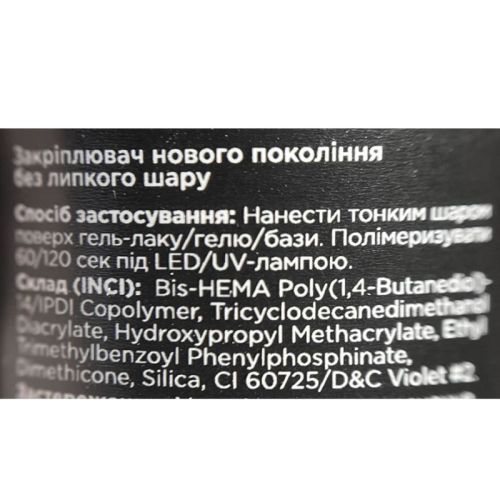 Закріплювач нового покоління
без липкого шару
Спосіб застосування: Нанести тонким шаром
поверх гель-лаку/гелю/бази. Полімеризувати
60/120 сек під LED/UV-лампою.
Склад (INCI): Bis-HEMA Poly(1,4-Butanediol)-
14/IPDI Copolymer, Tricyclodecanedimethanol
Diacrylate, Hydroxypropyl Methacrylate, Ethyl
Trimethylbenzoyl Phenylphosphinate,
Dimethicone, Silica, CI 60725/D&C Violet #2